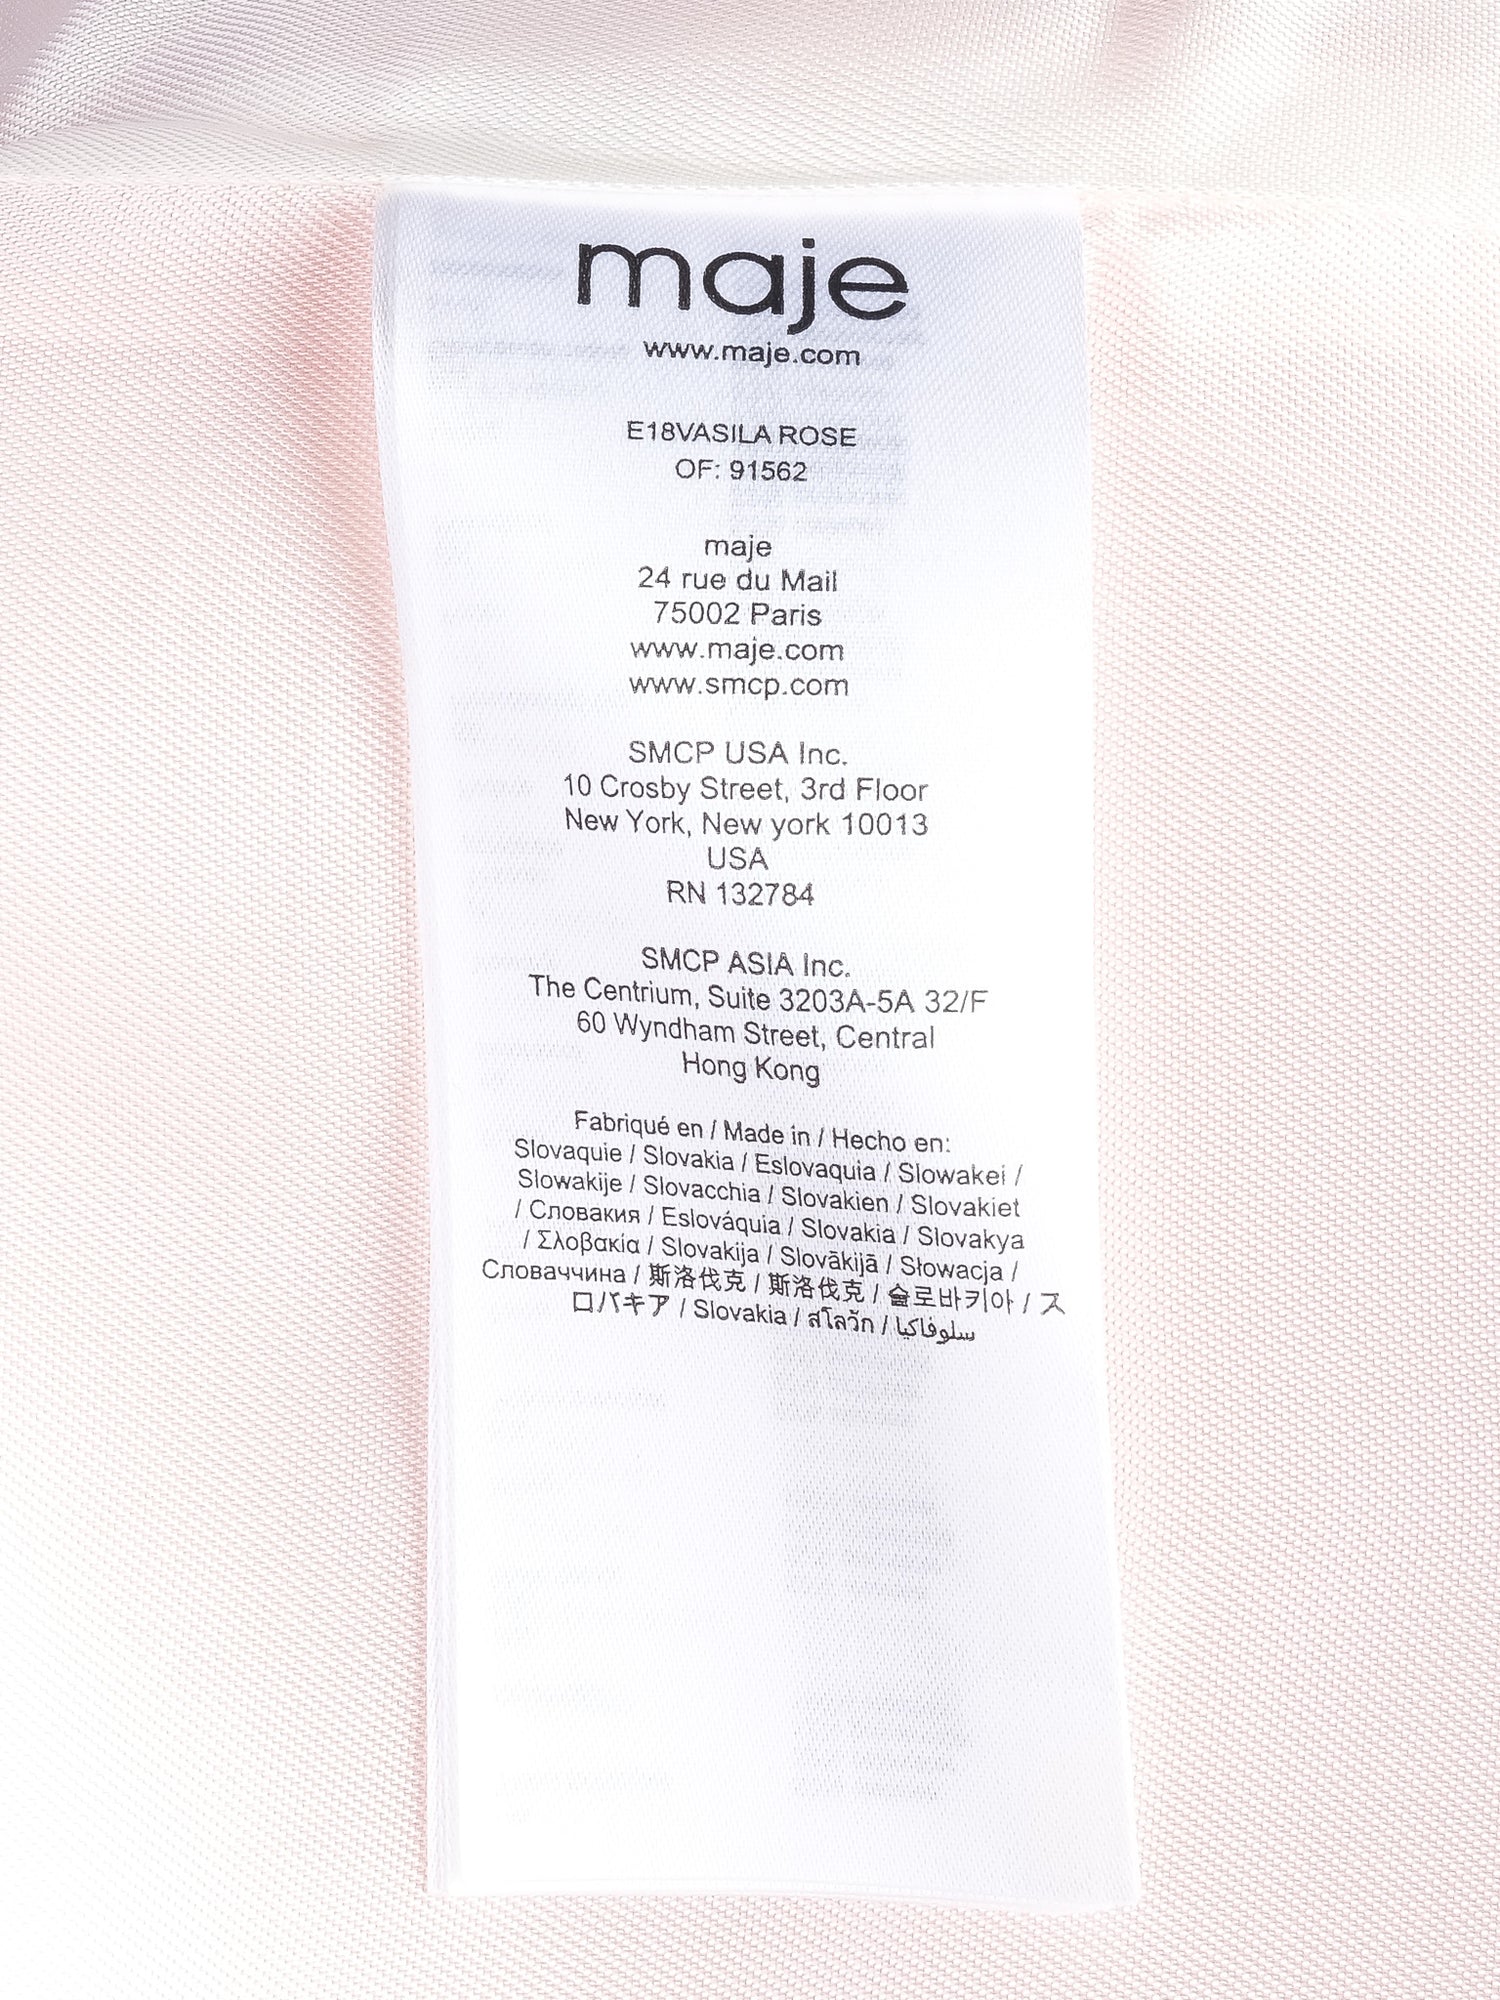 maje
www.maje.com
E18VASILA ROSE
OF: 91562
maje
24 rue du Mail
75002 Paris
www.maje.com
www.smcp.com
SMCP USA Inc.
10 Crosby Street, 3rd Floor
New York, New york 10013
USA
RN 132784
SMCP ASIA Inc.
The Centrium, Suite 3203A-5A 32/F
60 Wyndham Street, Central
Hong Kong
Fabriqué en / Made in / Hecho en:
Slovaquie / Slovakia / Eslovaquia / Slowakei /
Slowakije / Slovacchia / Slovakien / Slovakiet
/ Словакия / Eslováquia / Slovakia / Slovakya
/ Σλοβακία / Slovakija / Slovākijā / Słowacja /
Словаччина / 斯洛伐克 / 斯洛伐克 / 슬로바키아 / ス
ロバキア / Slovakia / สโลวัก / سلوفاكيا